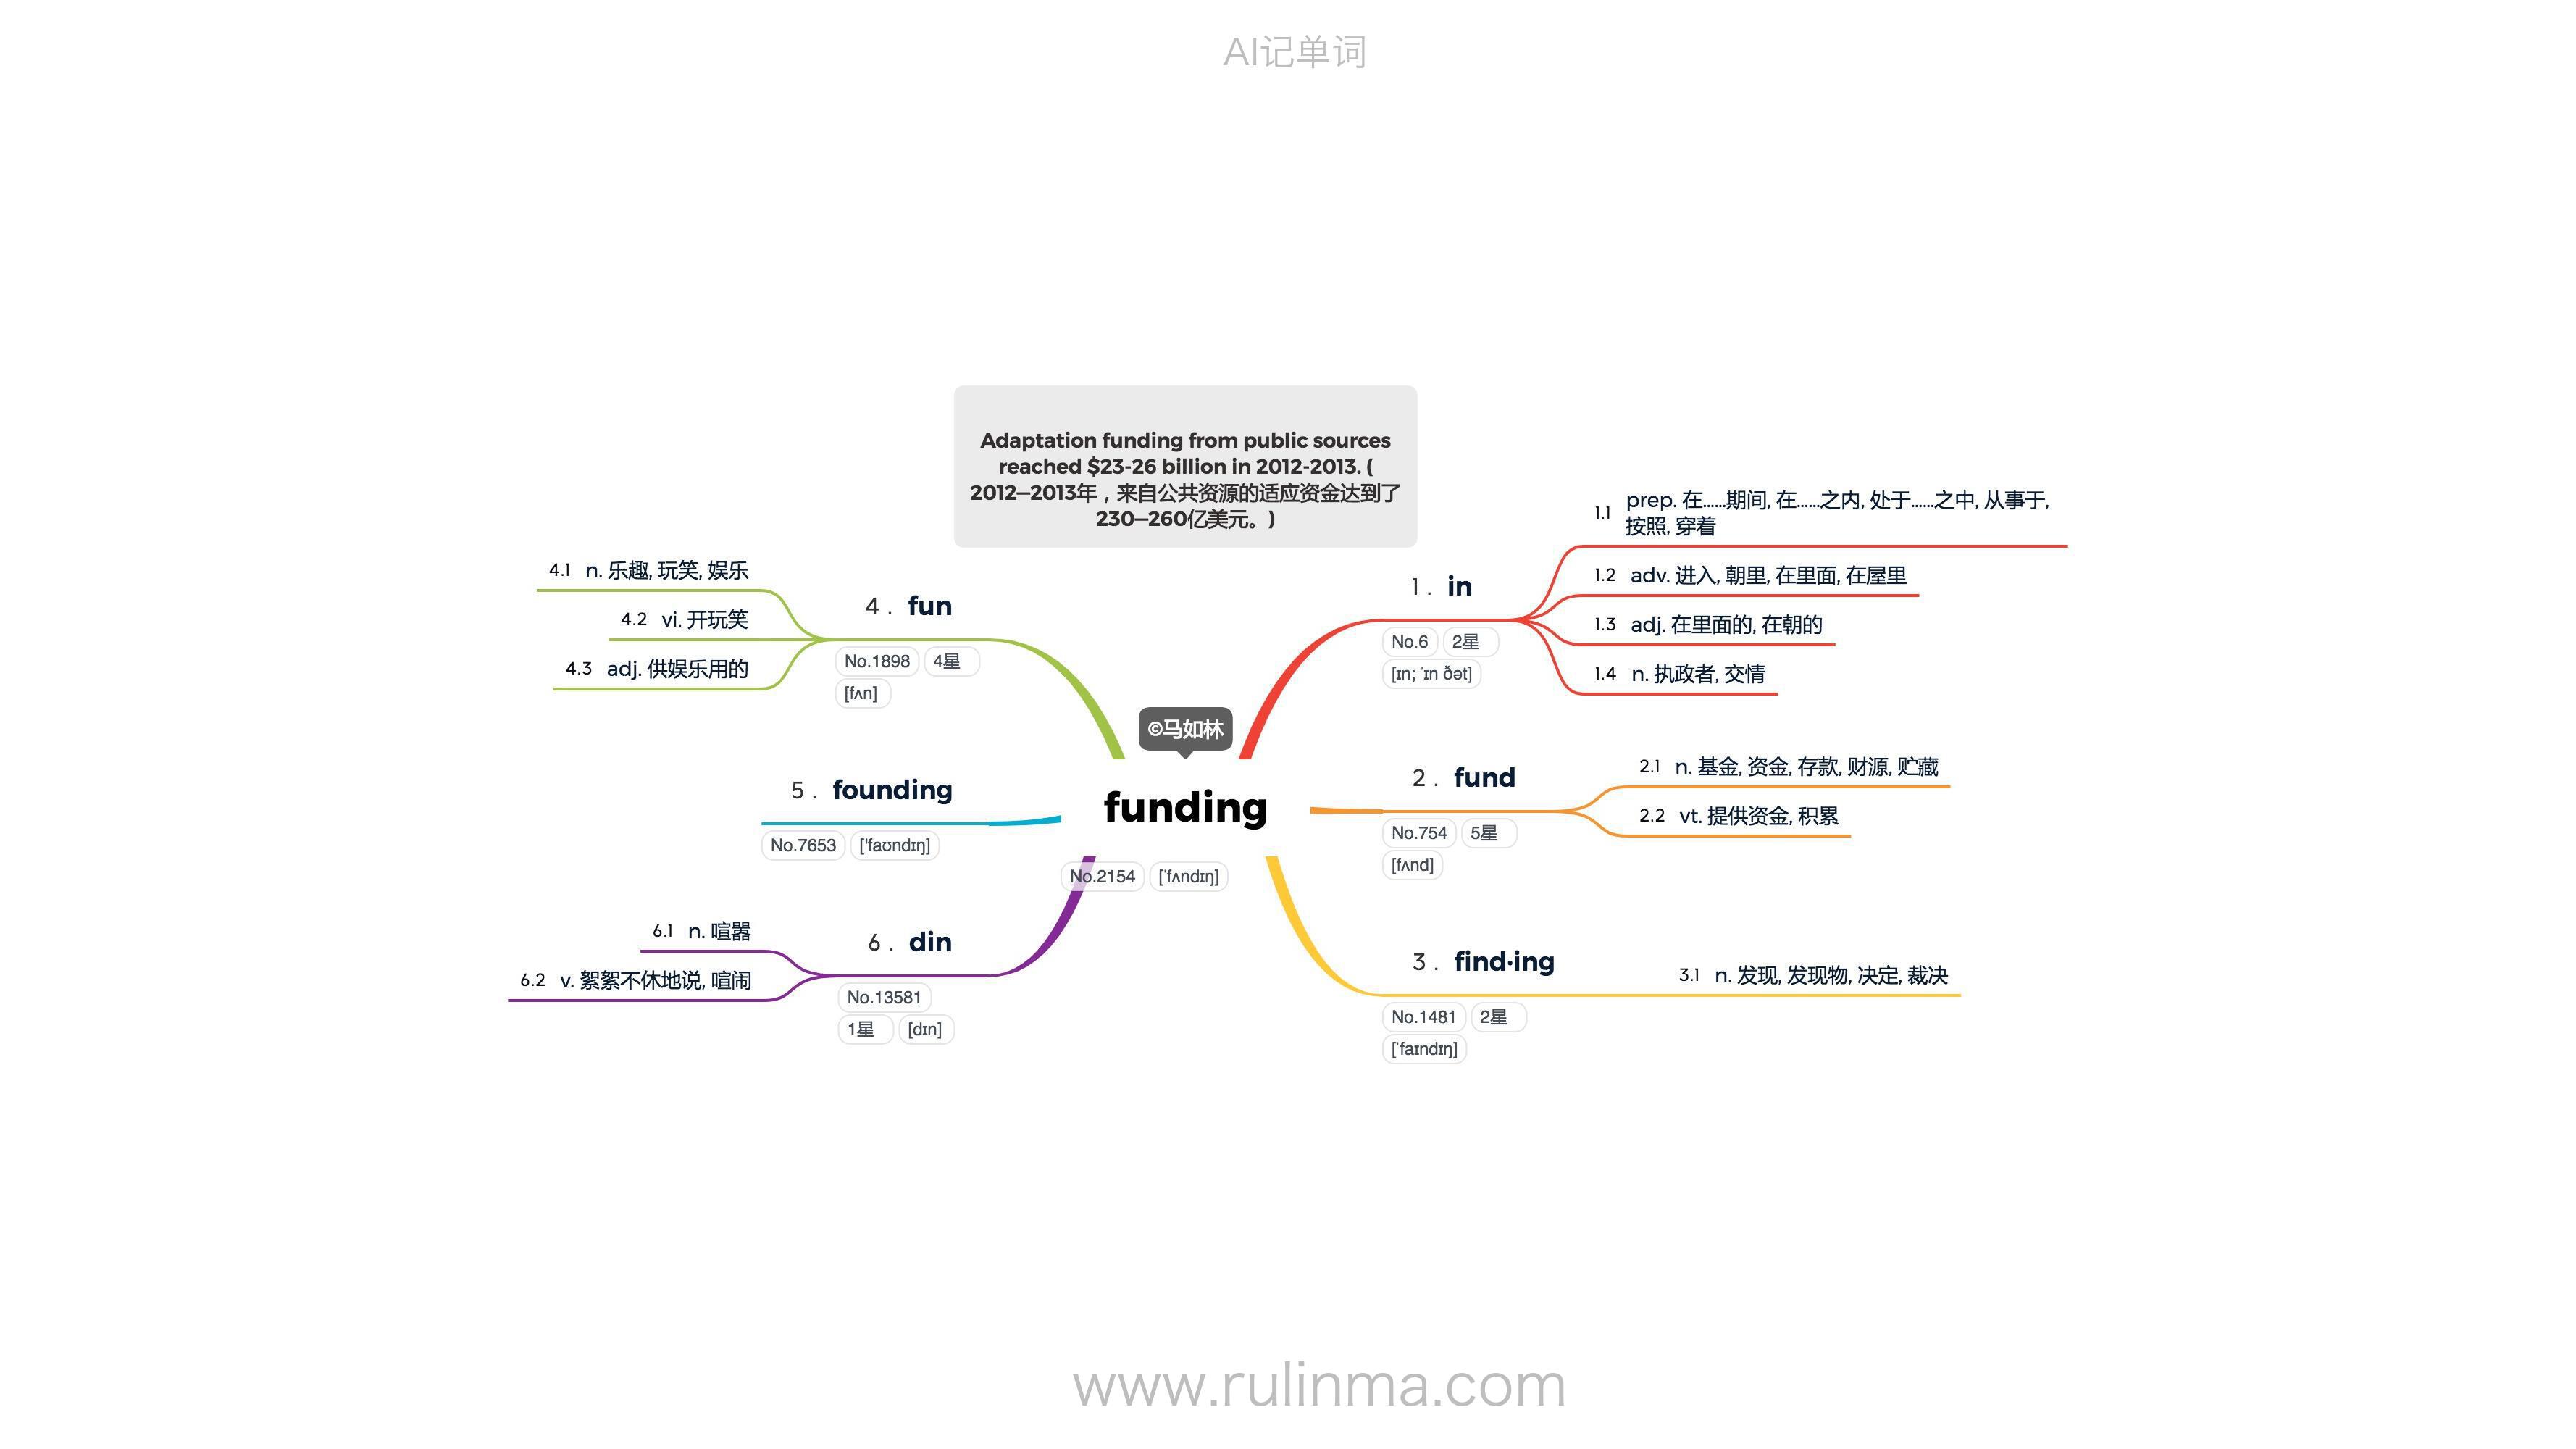 AI记单词
Adaptation funding from public sources
reached $23-26 billion in 2012-2013. (
2012—2013年，来自公共资源的适应资金达到了
230—260亿美元。)
©马如林
funding
No.2154 [ˈfʌndɪŋ]
1 . in
No.6 2星
[ɪn; ˈɪn ðət]
1.1 prep. 在……期间, 在……之内, 处于……之中, 从事于,
按照, 穿着
1.2 adv. 进入, 朝里, 在里面, 在屋里
1.3 adj. 在里面的, 在朝的
1.4 n. 执政者, 交情
2 . fund
No.754 5星
[fʌnd]
2.1 n. 基金, 资金, 存款, 财源, 贮藏
2.2 vt. 提供资金, 积累
3 . find·ing
No.1481 2星
[ˈfaɪndɪŋ]
3.1 n. 发现, 发现物, 决定, 裁决
4 . fun
No.1898 4星
[fʌn]
4.1 n. 乐趣, 玩笑, 娱乐
4.2 vi. 开玩笑
4.3 adj. 供娱乐用的
5 . founding
No.7653 ['faʊndɪŋ]
6 . din
No.13581
1星 [dɪn]
6.1 n. 喧嚣
6.2 v. 絮絮不休地说, 喧闹
www.rulinma.com